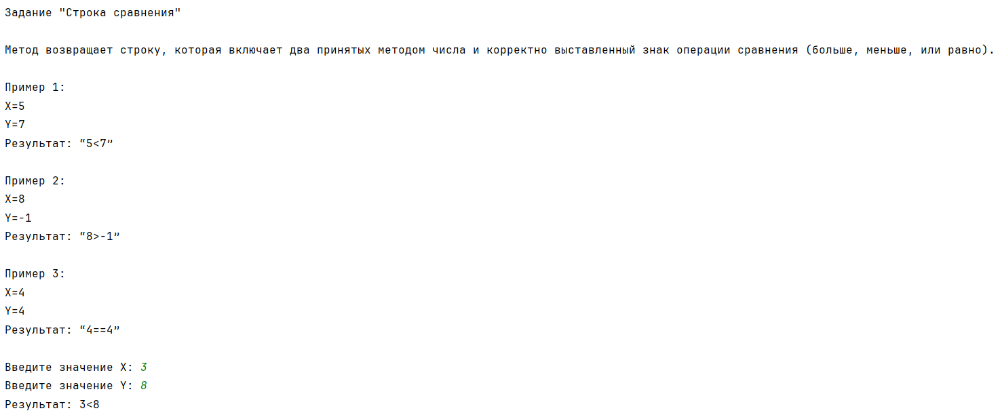 Задание "Строка сравнения"
Метод возвращает строку, которая включает два принятых методом числа и корректно выставленный знак операции сравнения (больше, меньше, или равно).
Пример 1:
X=5
Y=7
Результат: “5<7”
Пример 2:
X=8
Y=-1
Результат: “8>-1”
Пример 3:
X=4
Y=4
Результат: “4==4”
Введите значение X: 3
Введите значение Y: 8
Результат: 3<8